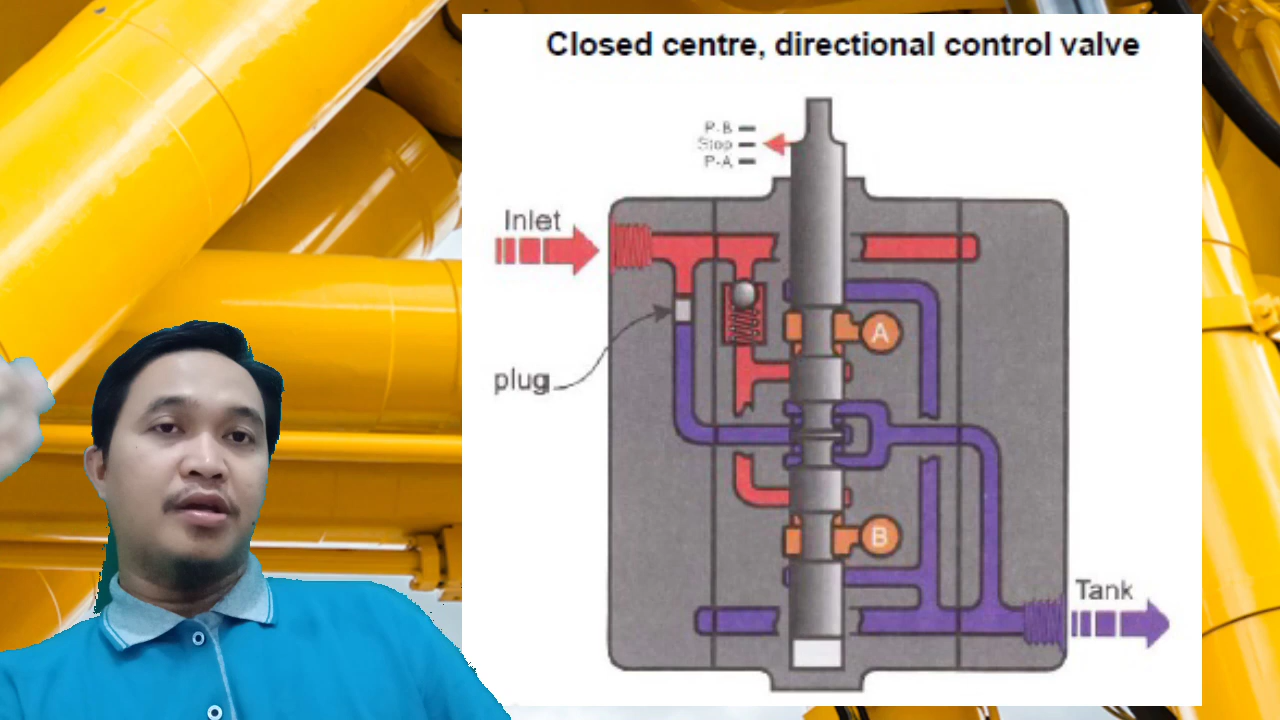 Closed centre, directional control valve
P-B
Stop
P-A
Inlet
A
plug
B
Tank